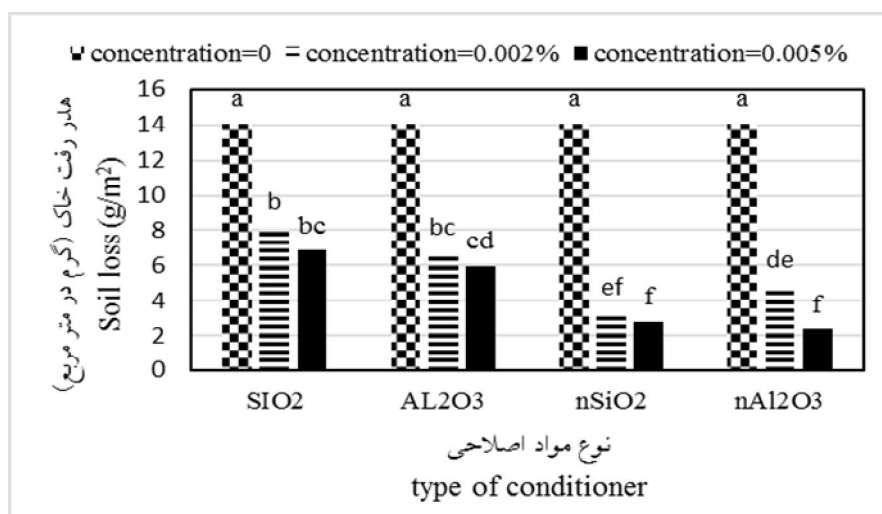 concentration=0 concentration=0.002% concentration=0.005%
هدر رفت خاک (گرم در متر مربع)
Soil loss (g/m²)
16
14
12
10
8
6
4
2
0
a a a a
b bc bc cd ef f de f
SIO2 AL2O3 nSiO2 nAl2O3
نوع مواد اصلاحی
type of conditioner